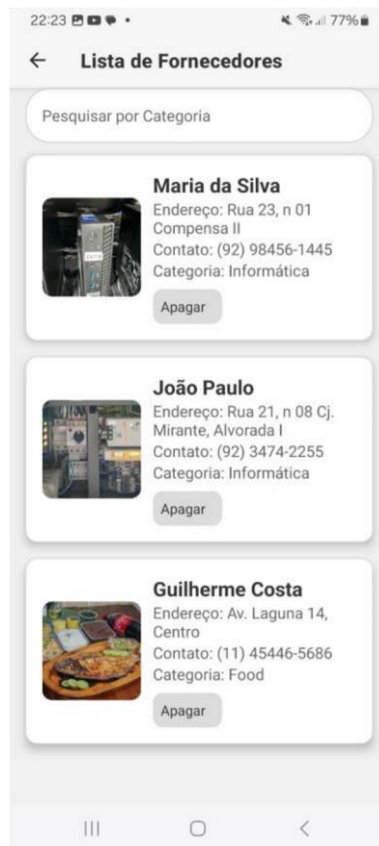 22:23 77%
Lista de Fornecedores
Pesquisar por Categoria
Maria da Silva
Endereço: Rua 23, n 01
Compensa II
Contato: (92) 98456-1445
Categoria: Informática
Apagar
João Paulo
Endereço: Rua 21, n 08 Cj.
Mirante, Alvorada I
Contato: (92) 3474-2255
Categoria: Informática
Apagar
Guilherme Costa
Endereço: Av. Laguna 14,
Centro
Contato: (11) 45446-5686
Categoria: Food
Apagar